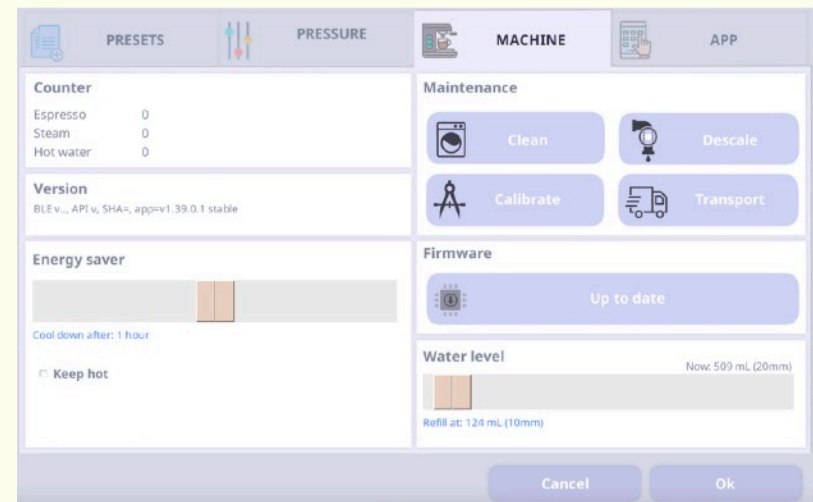 PRESETS
PRESSURE
MACHINE
APP
Counter
Espresso 0
Steam 0
Hot water 0
Version
BLE v.., API v, SHA=, app=v1.39.0.1 stable
Energy saver
Cool down after: 1 hour
Keep hot
Maintenance
Clean
Descale
Calibrate
Transport
Firmware
Up to date
Water level
Now: 509 mL (20mm)
Refill at: 124 mL (10mm)
Cancel
Ok